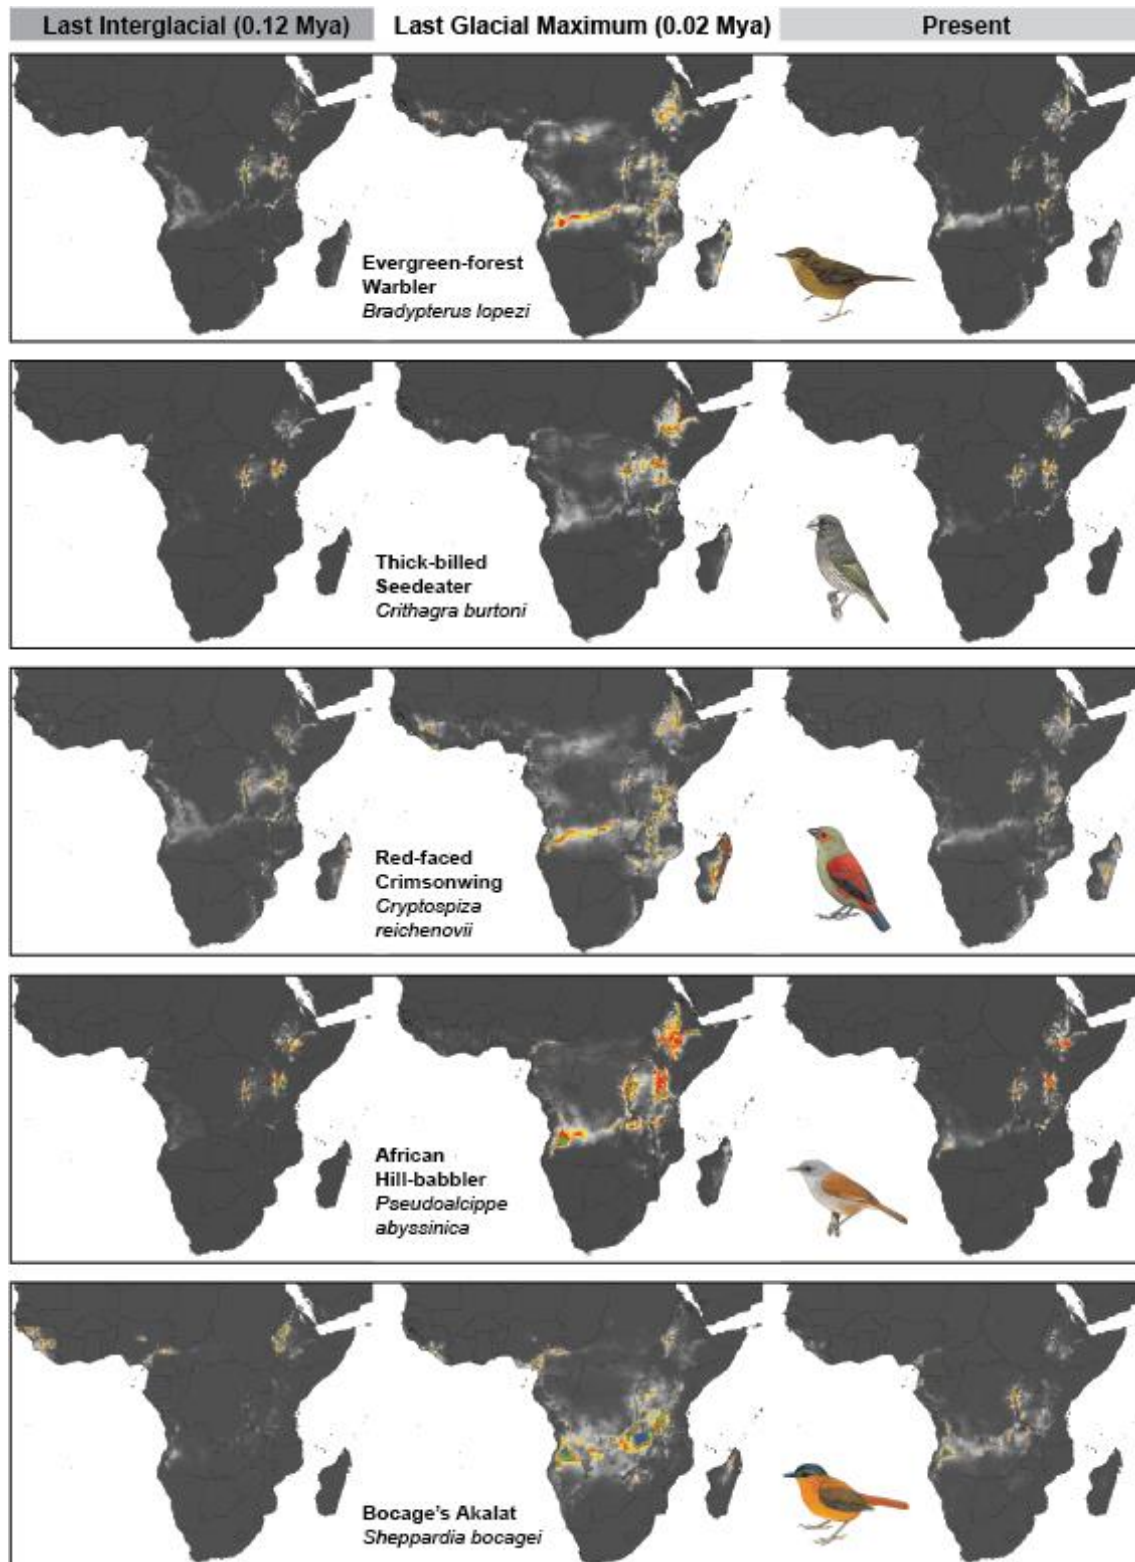 Last Interglacial (0.12 Mya)
Last Glacial Maximum (0.02 Mya)
Present
Evergreen-forest
Warbler
Bradypterus lopezi
Thick-billed
Seedeater
Crithagra burtoni
Red-faced
Crimsonwing
Cryptospiza
reichenovii
African
Hill-babbler
Pseudoalcippe
abyssinica
Bocage's Akalat
Sheppardia bocagei